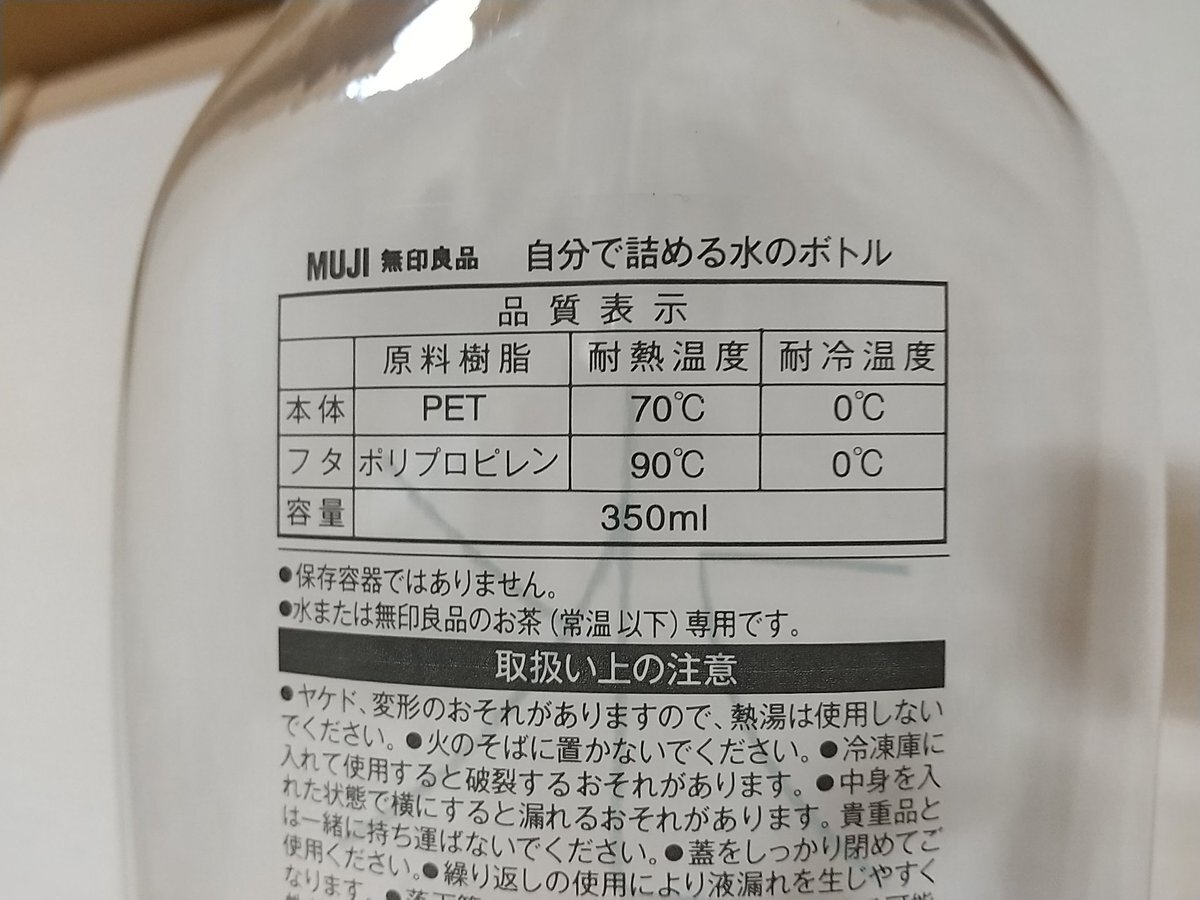 MUJI 無印良品 自分で詰める水のボトル
品質表示
原料樹脂 耐熱温度 耐冷温度
本体 PET 70℃ 0℃
フタ ポリプロピレン 90℃ 0℃
容量 350ml
●保存容器ではありません。
●水または無印良品のお茶(常温以下)専用です。
取扱い上の注意
●ヤケド、変形のおそれがありますので、熱湯は使用しない
でください。●火のそばに置かないでください。●冷凍庫に
入れて使用すると破裂するおそれがあります。●中身を入
れた状態で横にすると漏れるおそれがあります。貴重品と
は一緒に持ち運ばないでください。●蓋をしっかり閉めてご
使用ください。●繰り返しの使用により液漏れを生じやすく
なります。●落下